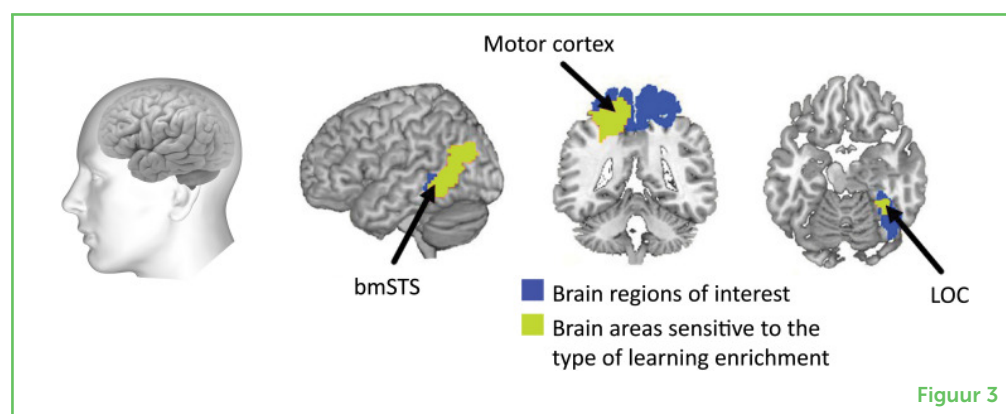 Motor cortex
bmSTS
LOC
Brain regions of interest
Brain areas sensitive to the
type of learning enrichment
Figuur 3